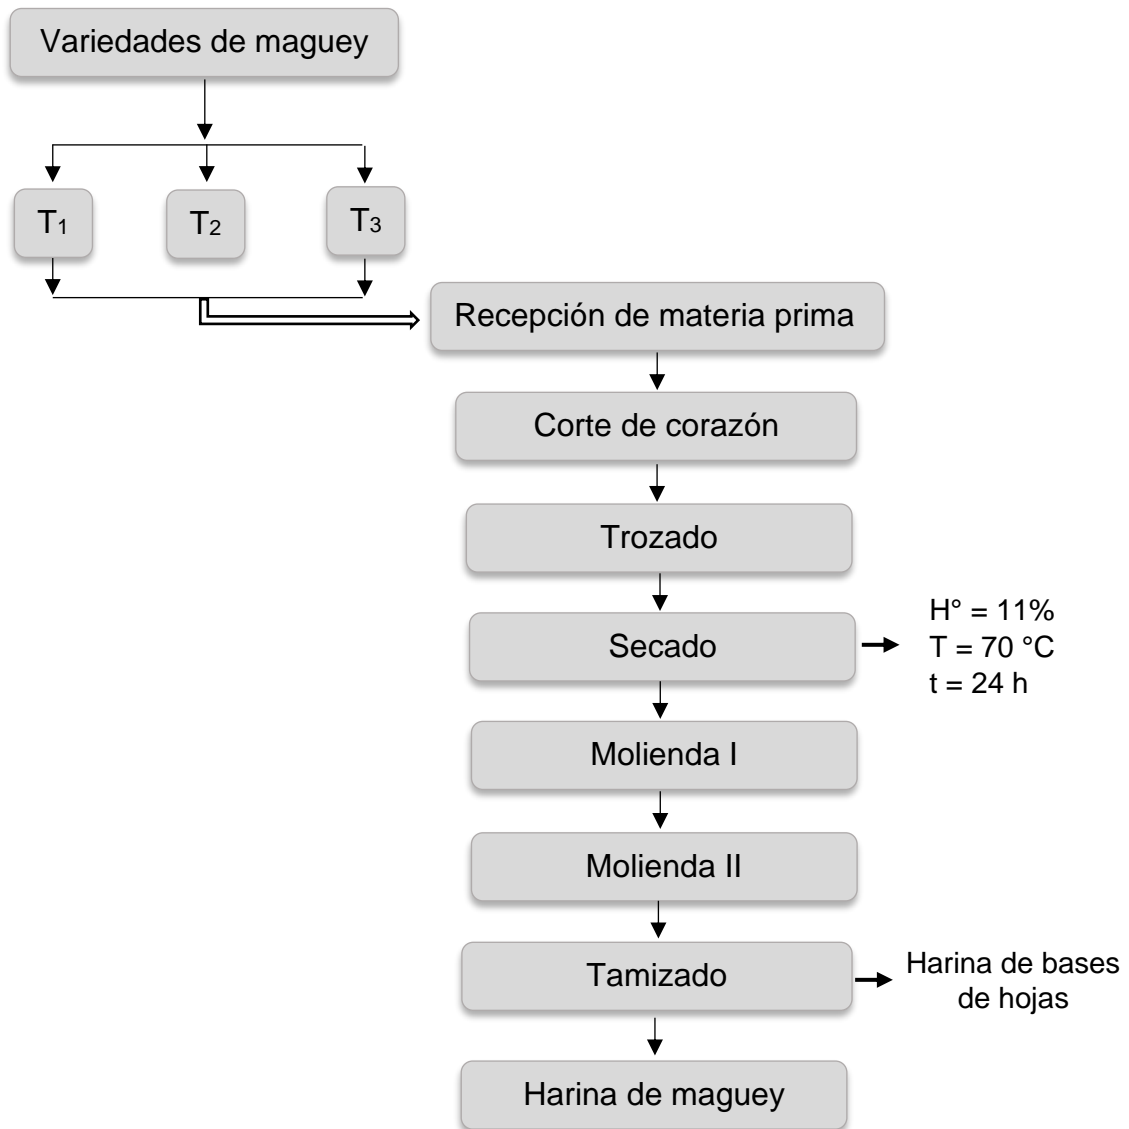 Variedades de maguey
T1
T2
T3
Recepción de materia prima
Corte de corazón
Trozado
Secado
H° = 11%
T = 70 °C
t = 24 h
Molienda I
Molienda II
Tamizado
Harina de bases
de hojas
Harina de maguey